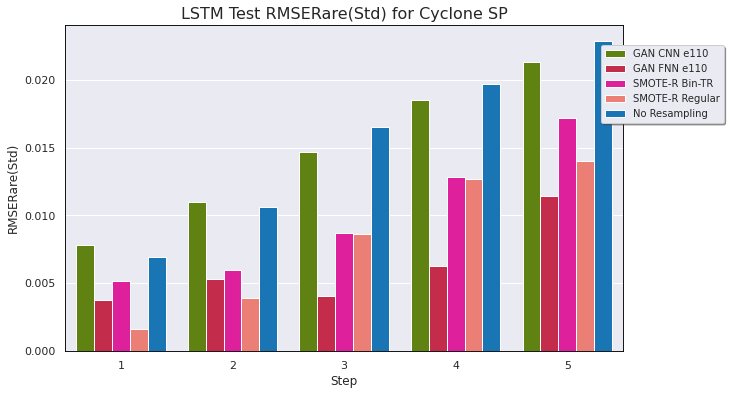 LSTM Test RMSERare(Std) for Cyclone SP
GAN CNN e110
GAN FNN e110
SMOTE-R Bin-TR
SMOTE-R Regular
No Resampling
RMSERare(Std)
0.020
0.015
0.010
0.005
0.000
1 2 3 4 5
Step